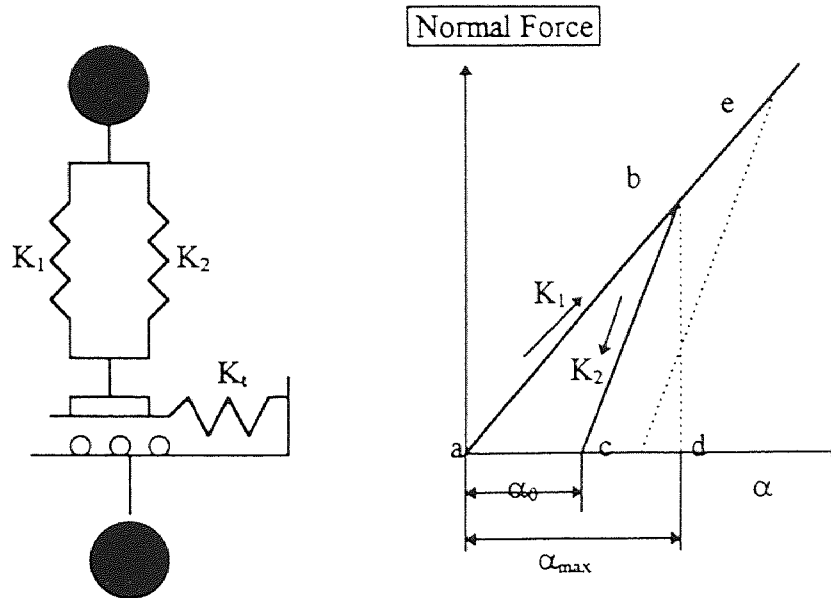 Normal Force
e
b
K₁ K₂
K₁
Kₜ
K₂
a c d
α₀ α
αmax